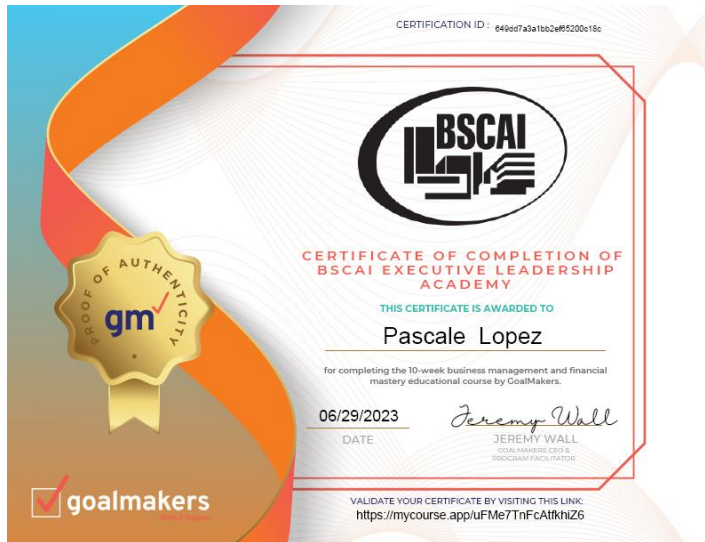 CERTIFICATION ID : 649dd7a3a1bb2ef65200c18c
BSCAI
CERTIFICATE OF COMPLETION OF
BSCAI EXECUTIVE LEADERSHIP
ACADEMY
THIS CERTIFICATE IS AWARDED TO
Pascale Lopez
for completing the 10-week business management and financial
mastery educational course by GoalMakers.
06/29/2023
DATE
Jeremy Wall
JEREMY WALL
GOALMAKERS CEO &
PROGRAM FACILITATOR
PROOF OF AUTHENTICITY
gm
goalmakers
VALIDATE YOUR CERTIFICATE BY VISITING THIS LINK:
https://mycourse.app/uFMe7TnFcAtfkhiZ6